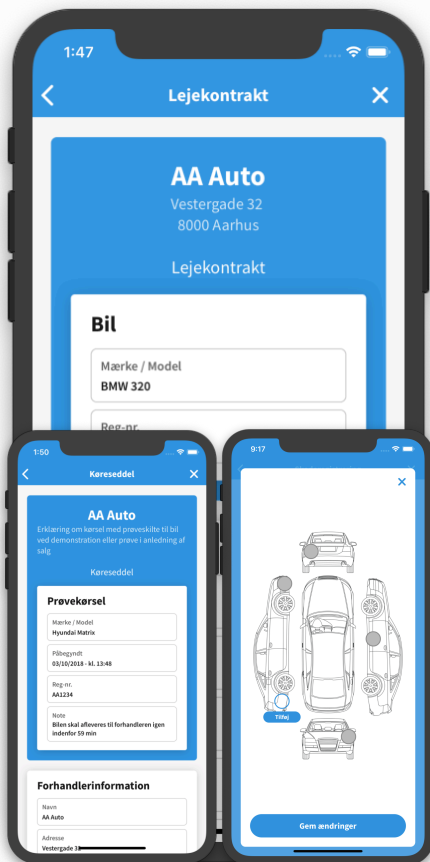 1:47
Lejekontrakt
AA Auto
Vestergade 32
8000 Aarhus
Lejekontrakt
Bil
Mærke / Model
BMW 320
Reg-nr.
1:50
Køreseddel
AA Auto
Erklæring om kørsel med prøveskilte til bil
ved demonstration eller prøve i anledning af
salg
Køreseddel
Prøvekørsel
Mærke / Model
Hyundai Matrix
Påbegyndt
03/10/2018 - kl. 13:48
Reg-nr.
AA1234
Note
Bilen skal afleveres til forhandleren igen
indenfor 59 min
Forhandlerinformation
Navn
AA Auto
Adresse
Vestergade 32
9:17
Tilføj
Gem ændringer